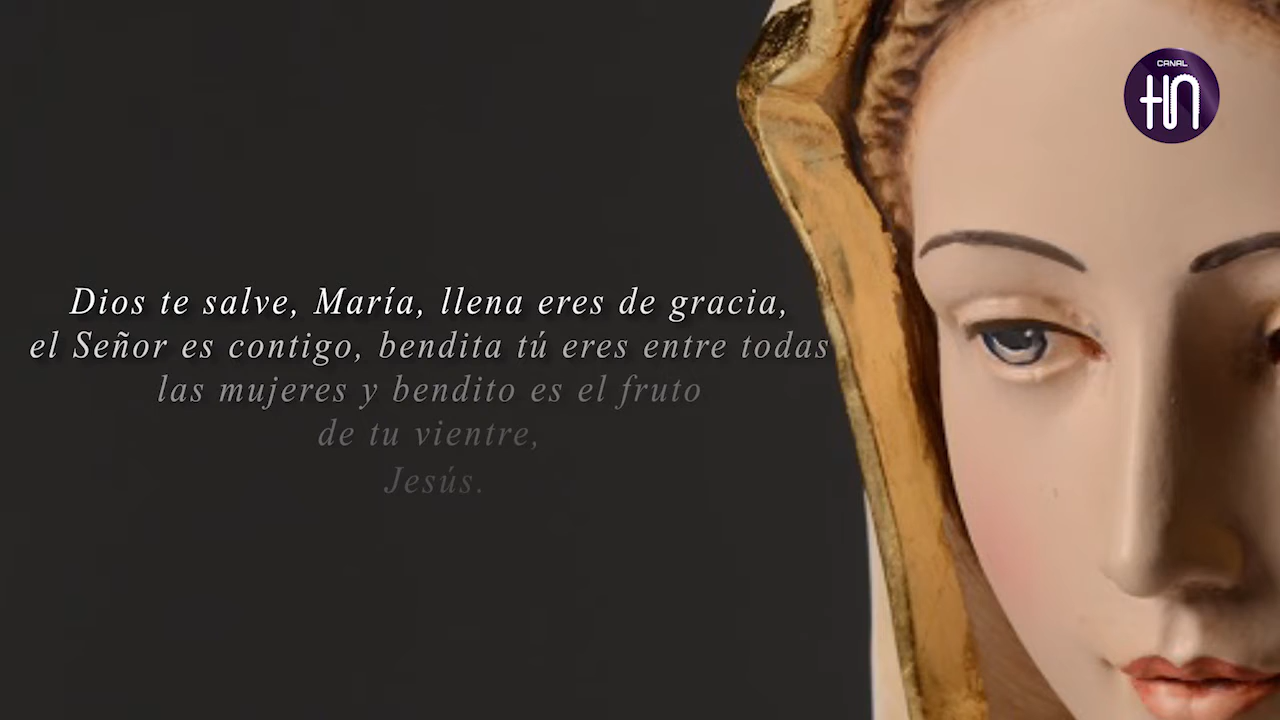 CANAL
HN
Dios te salve, María, llena eres de gracia,
el Señor es contigo, bendita tú eres entre todas
las mujeres y bendito es el fruto
de tu vientre,
Jesús.